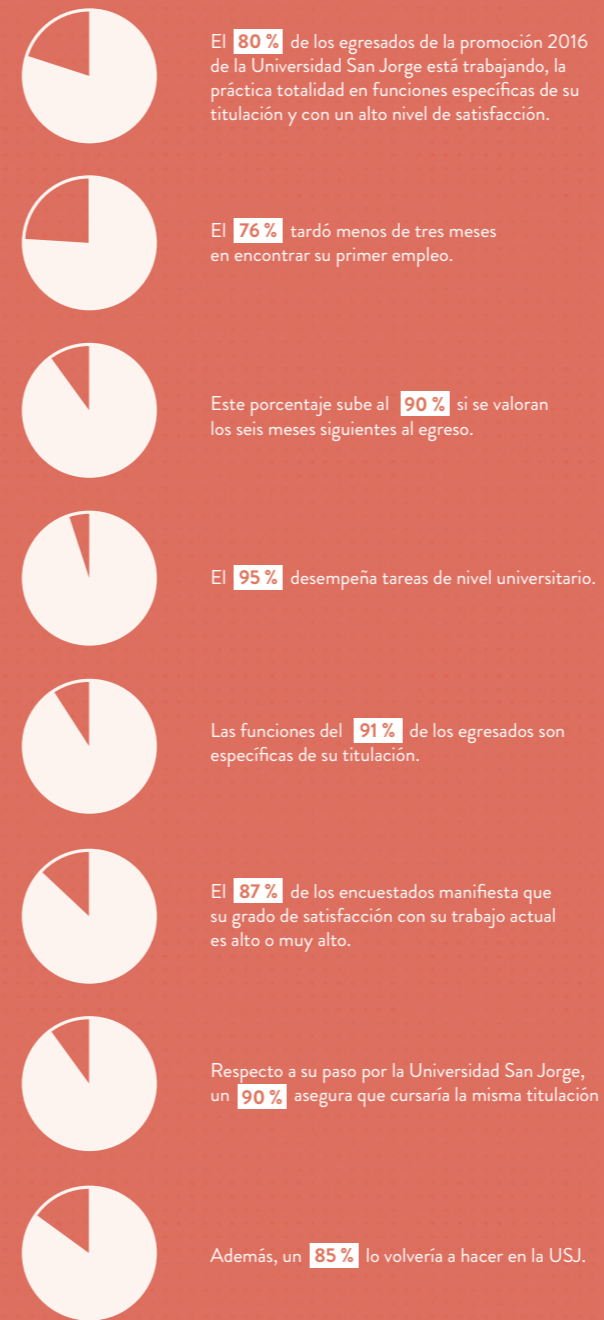 El 80 % de los egresados de la promoción 2016
de la Universidad San Jorge está trabajando, la
práctica totalidad en funciones específicas de su
titulación y con un alto nivel de satisfacción.
El 76 % tardó menos de tres meses
en encontrar su primer empleo.
Este porcentaje sube al 90 % si se valoran
los seis meses siguientes al egreso.
El 95 % desempeña tareas de nivel universitario.
Las funciones del 91 % de los egresados son
específicas de su titulación.
El 87 % de los encuestados manifiesta que
su grado de satisfacción con su trabajo actual
es alto o muy alto.
Respecto a su paso por la Universidad San Jorge,
un 90 % asegura que cursaría la misma titulación
Además, un 85 % lo volvería a hacer en la USJ.